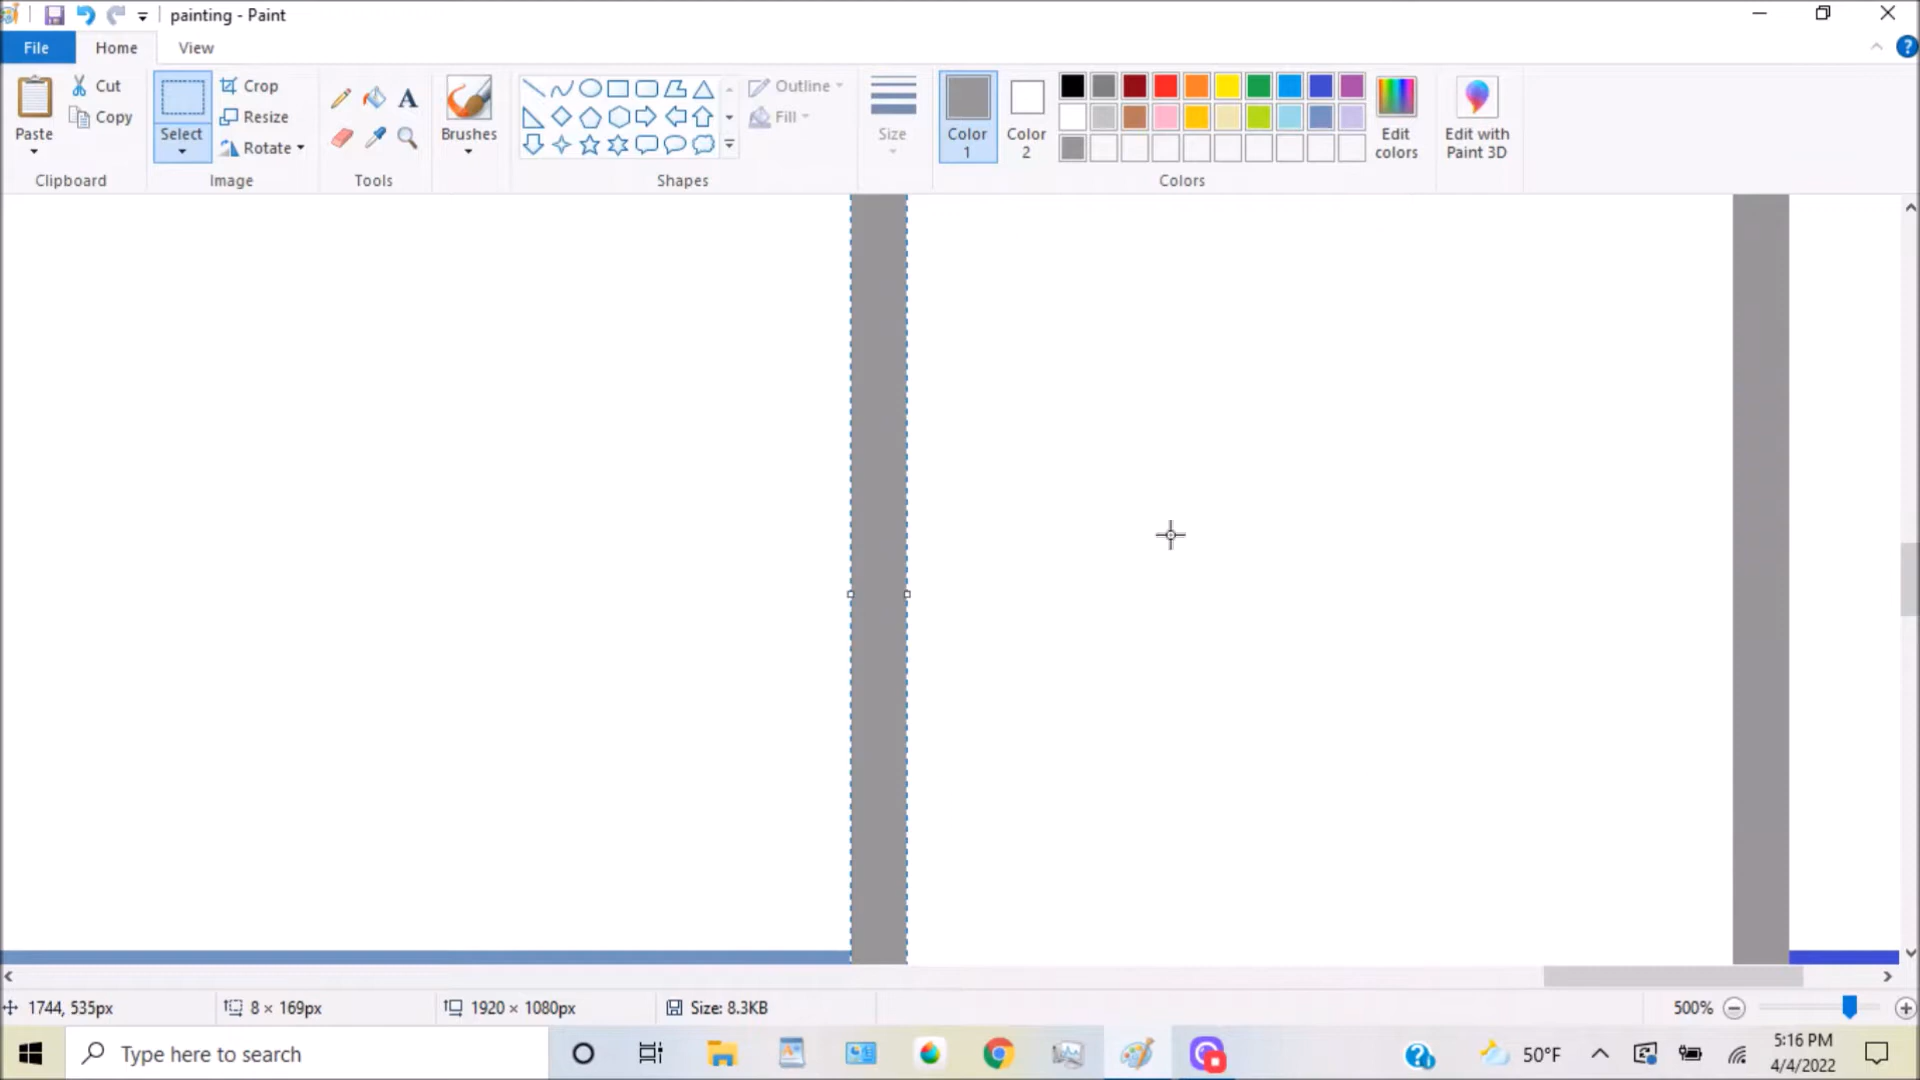 painting - Paint
File Home View
Paste
Cut
Copy
Clipboard
Select
Crop
Resize
Rotate
Image
A
Tools
Brushes
Shapes
Outline
Fill
Size
Color 1
Color 2
Colors
Edit colors
Edit with Paint 3D
?
1744, 535px 8 × 169px 1920 × 1080px Size: 8.3KB 500%
Type here to search
50°F
5:16 PM
4/4/2022